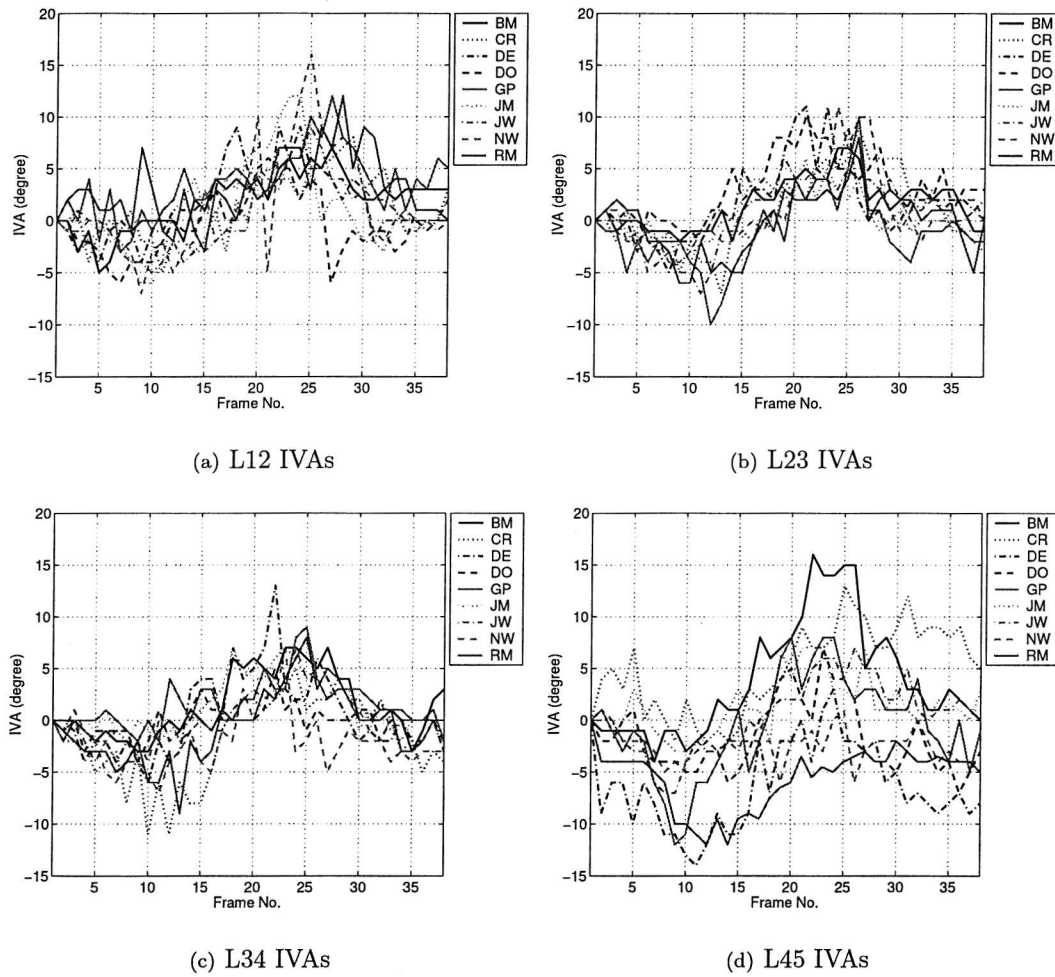 20
15
10
5
0
−5
−10
−15
IVA (degree)
5 10 15 20 25 30 35
Frame No.
BM
CR
DE
DO
GP
JM
JW
NW
RM
(a) L12 IVAs
20
15
10
5
0
−5
−10
−15
IVA (degree)
5 10 15 20 25 30 35
Frame No.
BM
CR
DE
DO
GP
JM
JW
NW
RM
(b) L23 IVAs
20
15
10
5
0
−5
−10
−15
IVA (degree)
5 10 15 20 25 30 35
Frame No.
BM
CR
DE
DO
GP
JM
JW
NW
RM
(c) L34 IVAs
20
15
10
5
0
−5
−10
−15
IVA (degree)
5 10 15 20 25 30 35
Frame No.
BM
CR
DE
DO
GP
JM
JW
NW
RM
(d) L45 IVAs